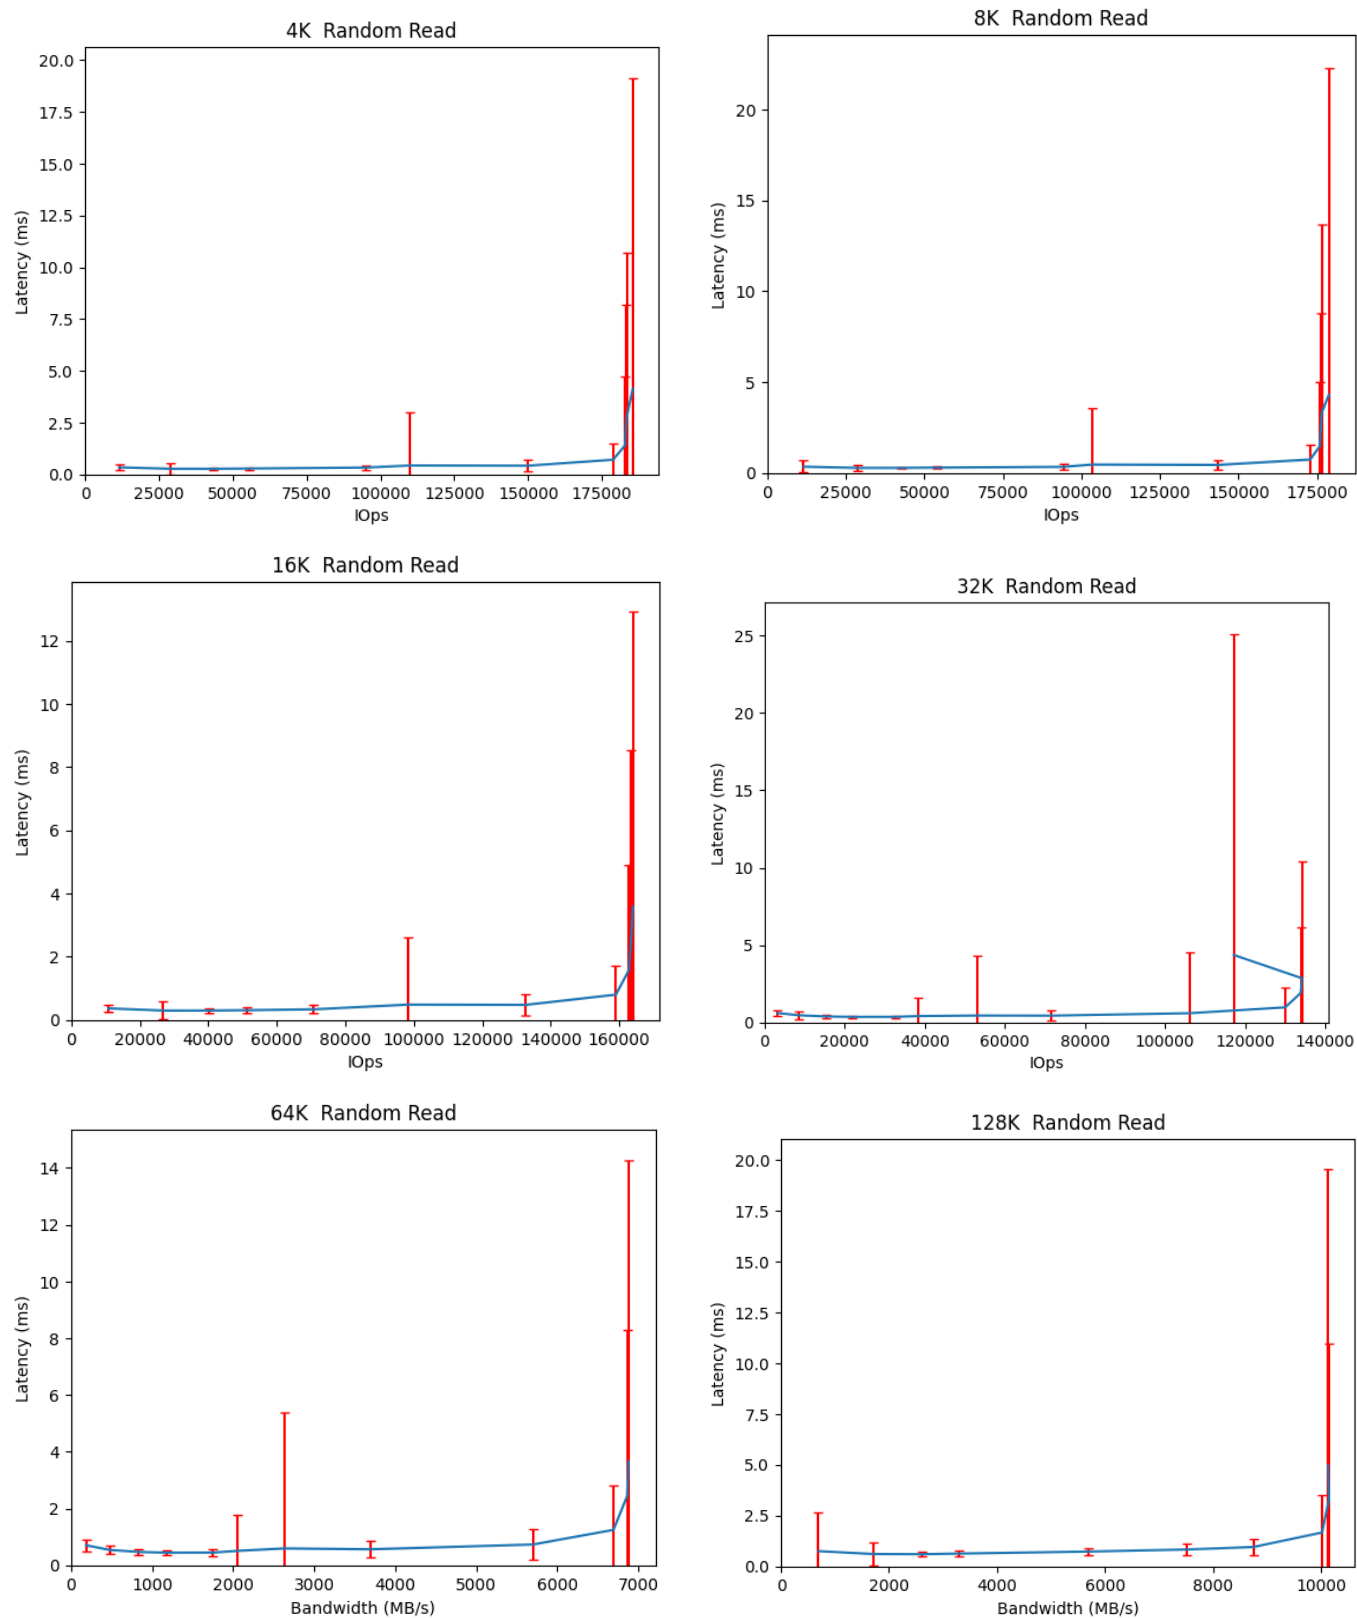 4K  Random Read
20.0
17.5
15.0
12.5
10.0
7.5
5.0
2.5
0.0
Latency (ms)
0 25000 50000 75000 100000 125000 150000 175000
IOps
8K  Random Read
20
15
10
5
0
Latency (ms)
0 25000 50000 75000 100000 125000 150000 175000
IOps
16K  Random Read
12
10
8
6
4
2
0
Latency (ms)
0 20000 40000 60000 80000 100000 120000 140000 160000
IOps
32K  Random Read
25
20
15
10
5
0
Latency (ms)
0 20000 40000 60000 80000 100000 120000 140000
IOps
64K  Random Read
14
12
10
8
6
4
2
0
Latency (ms)
0 1000 2000 3000 4000 5000 6000 7000
Bandwidth (MB/s)
128K  Random Read
20.0
17.5
15.0
12.5
10.0
7.5
5.0
2.5
0.0
Latency (ms)
0 2000 4000 6000 8000 10000
Bandwidth (MB/s)